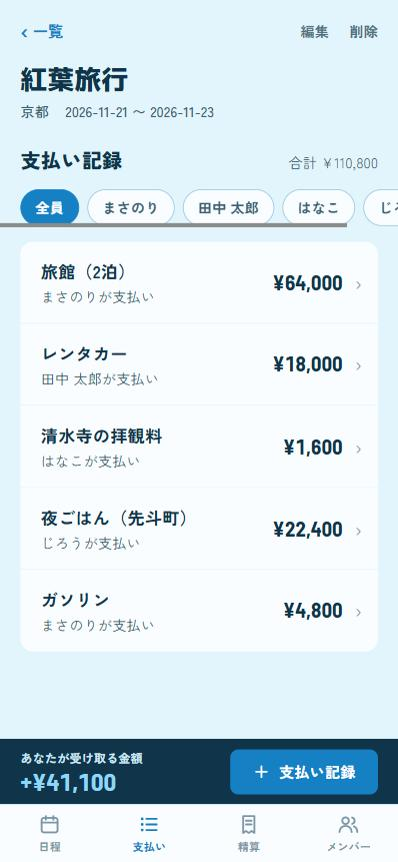 ‹ 一覧 編集 削除
紅葉旅行
京都 2026-11-21 〜 2026-11-23
支払い記録 合計 ¥110,800
全員 まさのり 田中 太郎 はなこ じ
旅館（2泊）
まさのりが支払い
¥64,000 ›
レンタカー
田中 太郎が支払い
¥18,000 ›
清水寺の拝観料
はなこが支払い
¥1,600 ›
夜ごはん（先斗町）
じろうが支払い
¥22,400 ›
ガソリン
まさのりが支払い
¥4,800 ›
あなたが受け取る金額
+¥41,100
＋ 支払い記録
日程 支払い 精算 メンバー